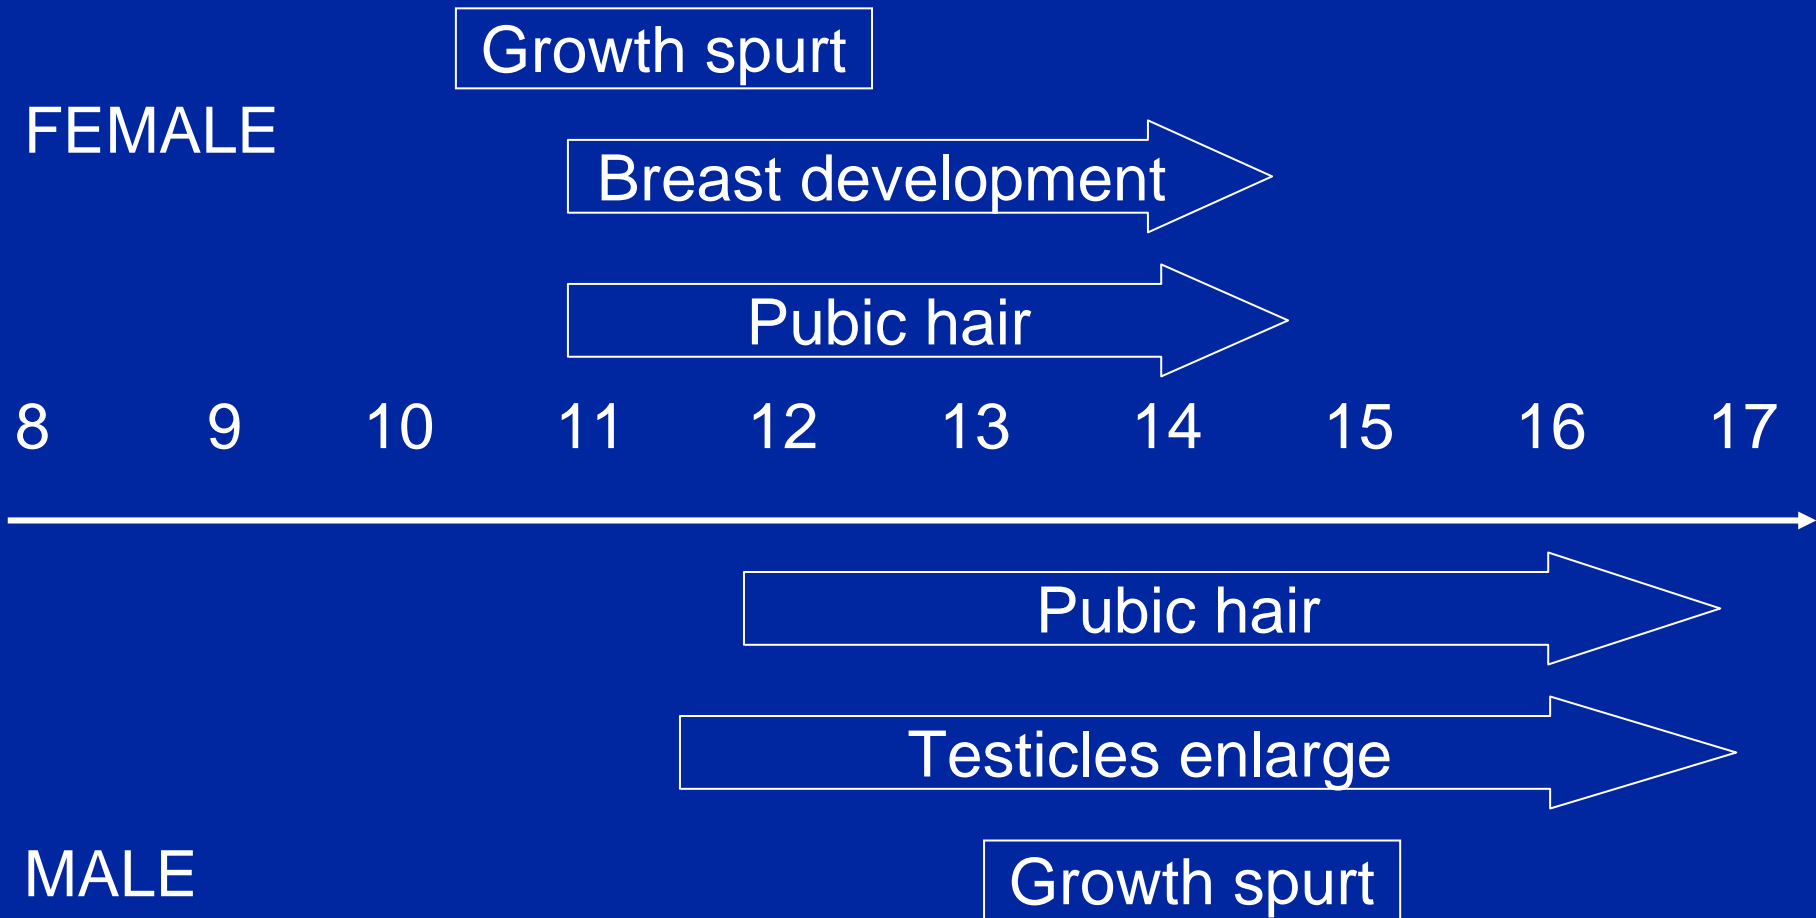 Growth spurt
FEMALE
Breast development
Pubic hair
8 9 10 11 12 13 14 15 16 17
Pubic hair
Testicles enlarge
MALE
Growth spurt